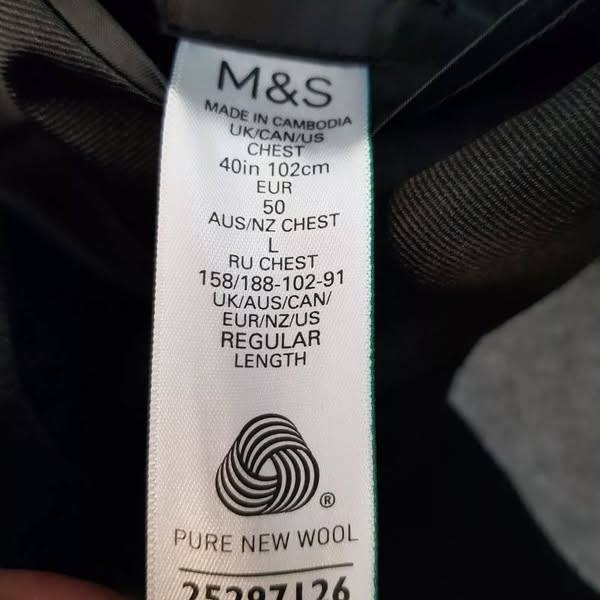 M&S
MADE IN CAMBODIA
UK/CAN/US
CHEST
40in 102cm
EUR
50
AUS/NZ CHEST
L
RU CHEST
158/188-102-91
UK/AUS/CAN/
EUR/NZ/US
REGULAR
LENGTH
®
PURE NEW WOOL
25297126